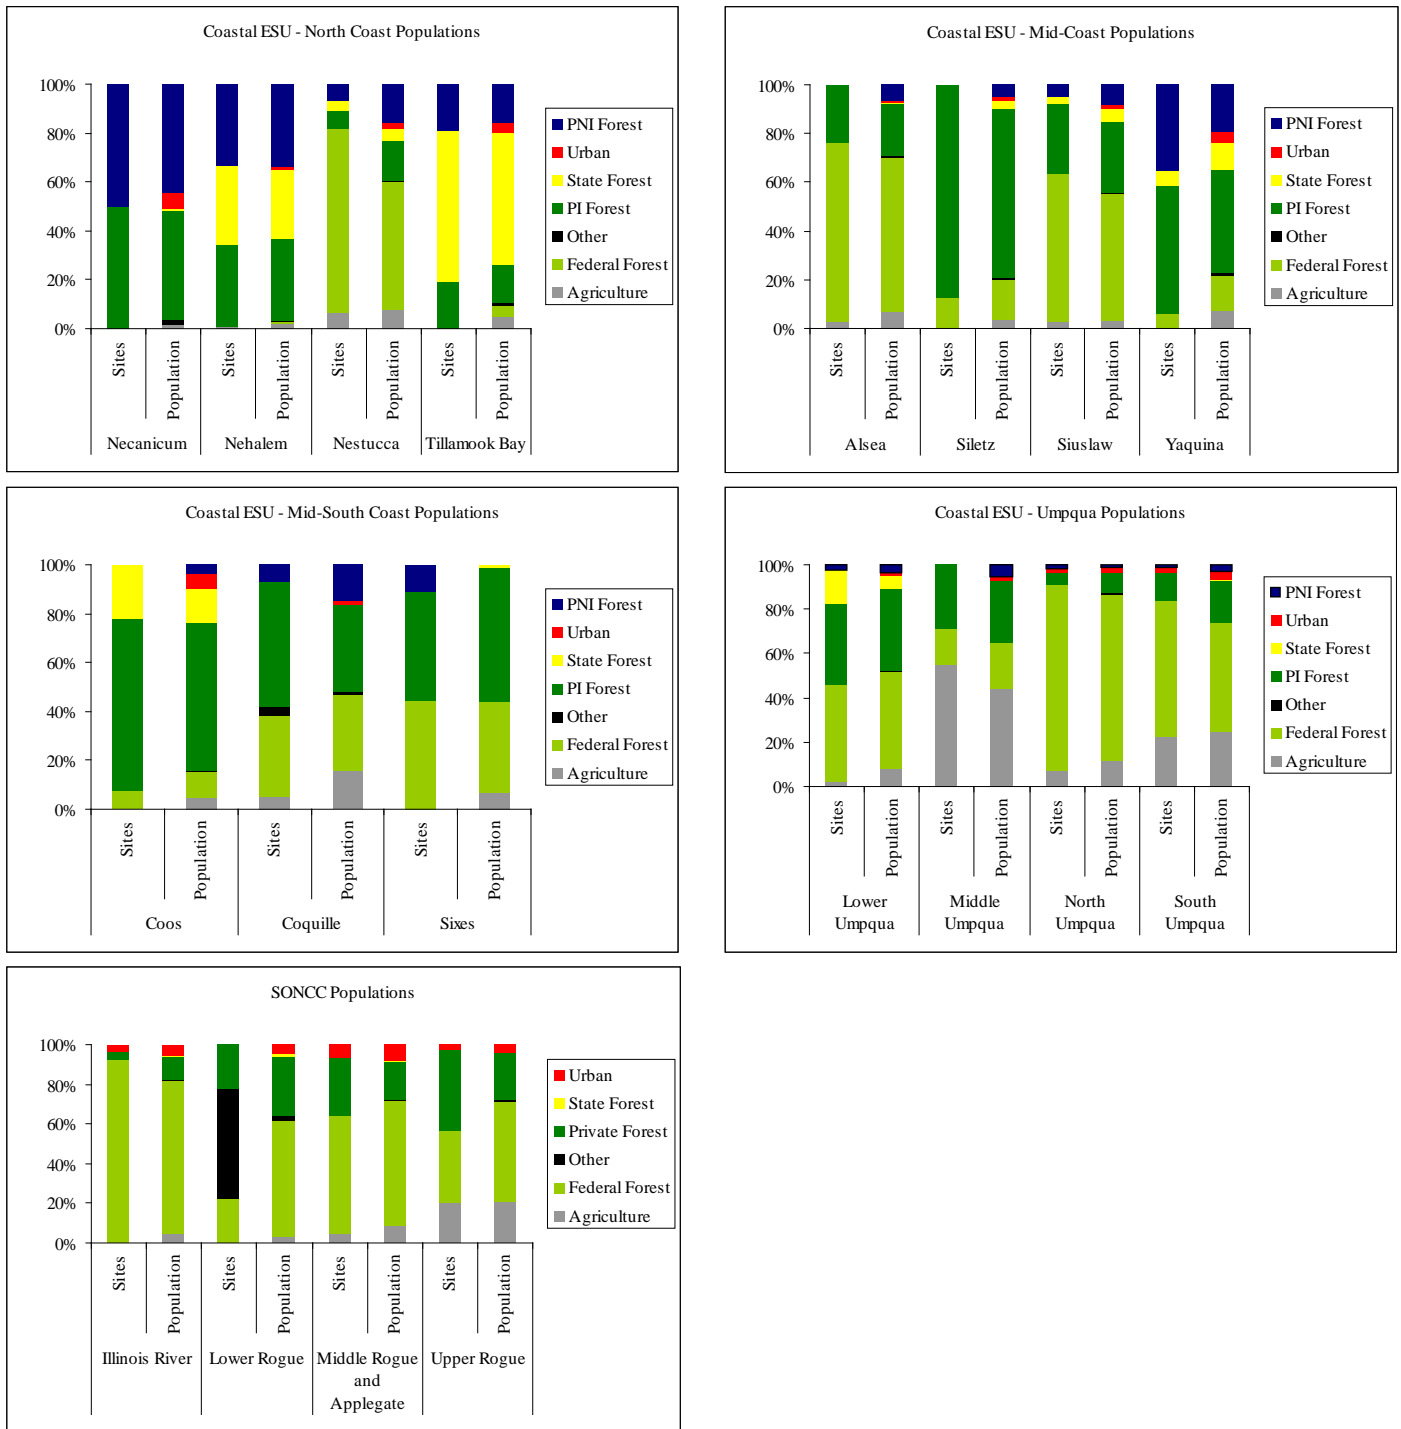 Coastal ESU - North Coast Populations
100%
80%
60%
40%
20%
0%
PNI Forest
Urban
State Forest
PI Forest
Other
Federal Forest
Agriculture
Sites
Population
Sites
Population
Sites
Population
Sites
Population
Necanicum
Nehalem
Nestucca
Tillamook Bay
Coastal ESU - Mid-Coast Populations
100%
80%
60%
40%
20%
0%
PNI Forest
Urban
State Forest
PI Forest
Other
Federal Forest
Agriculture
Sites
Population
Sites
Population
Sites
Population
Sites
Population
Alsea
Siletz
Siuslaw
Yaquina
Coastal ESU - Mid-South Coast Populations
100%
80%
60%
40%
20%
0%
PNI Forest
Urban
State Forest
PI Forest
Other
Federal Forest
Agriculture
Sites
Population
Sites
Population
Sites
Population
Coos
Coquille
Sixes
Coastal ESU - Umpqua Populations
100%
80%
60%
40%
20%
0%
PNI Forest
Urban
State Forest
PI Forest
Other
Federal Forest
Agriculture
Sites
Population
Sites
Population
Sites
Population
Sites
Population
Lower
Umpqua
Middle
Umpqua
North
Umpqua
South
Umpqua
SONCC Populations
100%
80%
60%
40%
20%
0%
Urban
State Forest
Private Forest
Other
Federal Forest
Agriculture
Sites
Population
Sites
Population
Sites
Population
Sites
Population
Illinois River
Lower Rogue
Middle Rogue
and
Applegate
Upper Rogue